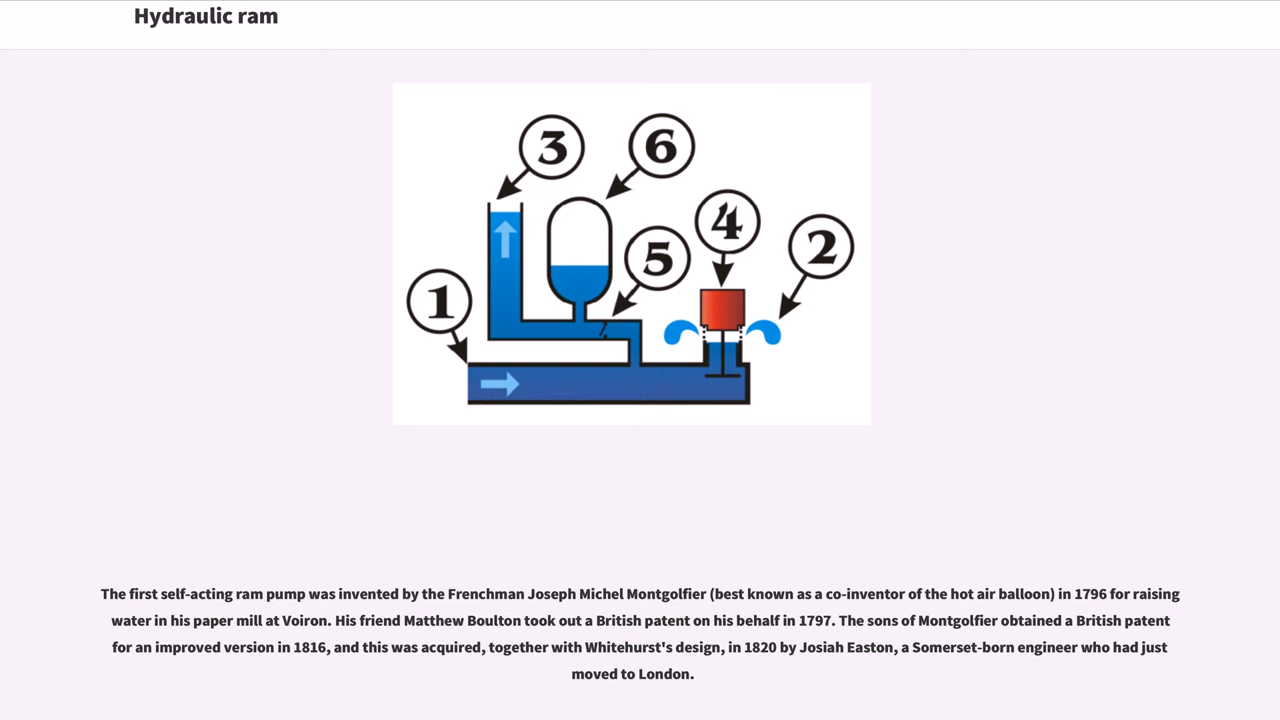 Hydraulic ram
3 6
4
5 2
1
The first self-acting ram pump was invented by the Frenchman Joseph Michel Montgolfier (best known as a co-inventor of the hot air balloon) in 1796 for raising
water in his paper mill at Voiron. His friend Matthew Boulton took out a British patent on his behalf in 1797. The sons of Montgolfier obtained a British patent
for an improved version in 1816, and this was acquired, together with Whitehurst's design, in 1820 by Josiah Easton, a Somerset-born engineer who had just
moved to London.